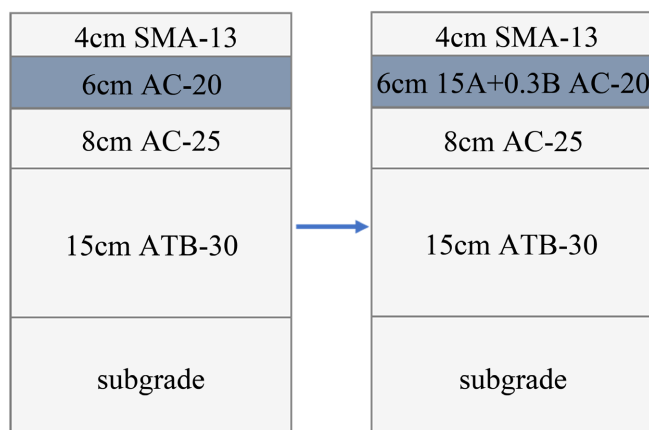 4cm SMA-13
6cm AC-20
8cm AC-25
15cm ATB-30
subgrade
4cm SMA-13
6cm 15A+0.3B AC-20
8cm AC-25
15cm ATB-30
subgrade